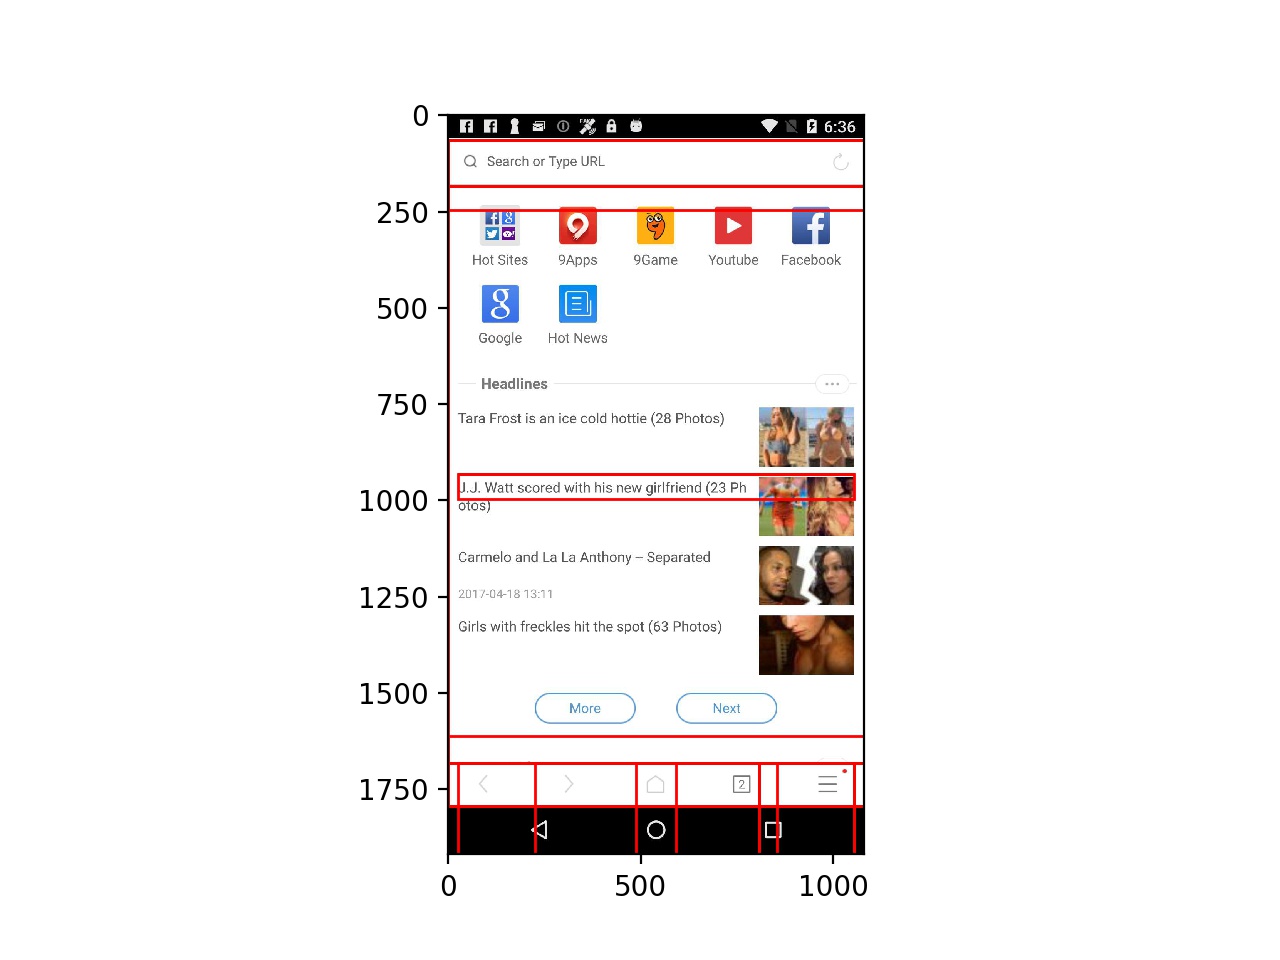 0
250
500
750
1000
1250
1500
1750
0
500
1000
6:36
Search or Type URL
Hot Sites
9Apps
9Game
Youtube
Facebook
Google
Hot News
Headlines
Tara Frost is an ice cold hottie (28 Photos)
J.J. Watt scored with his new girlfriend (23 Ph
otos)
Carmelo and La La Anthony – Separated
2017-04-18 13:11
Girls with freckles hit the spot (63 Photos)
More
Next
2